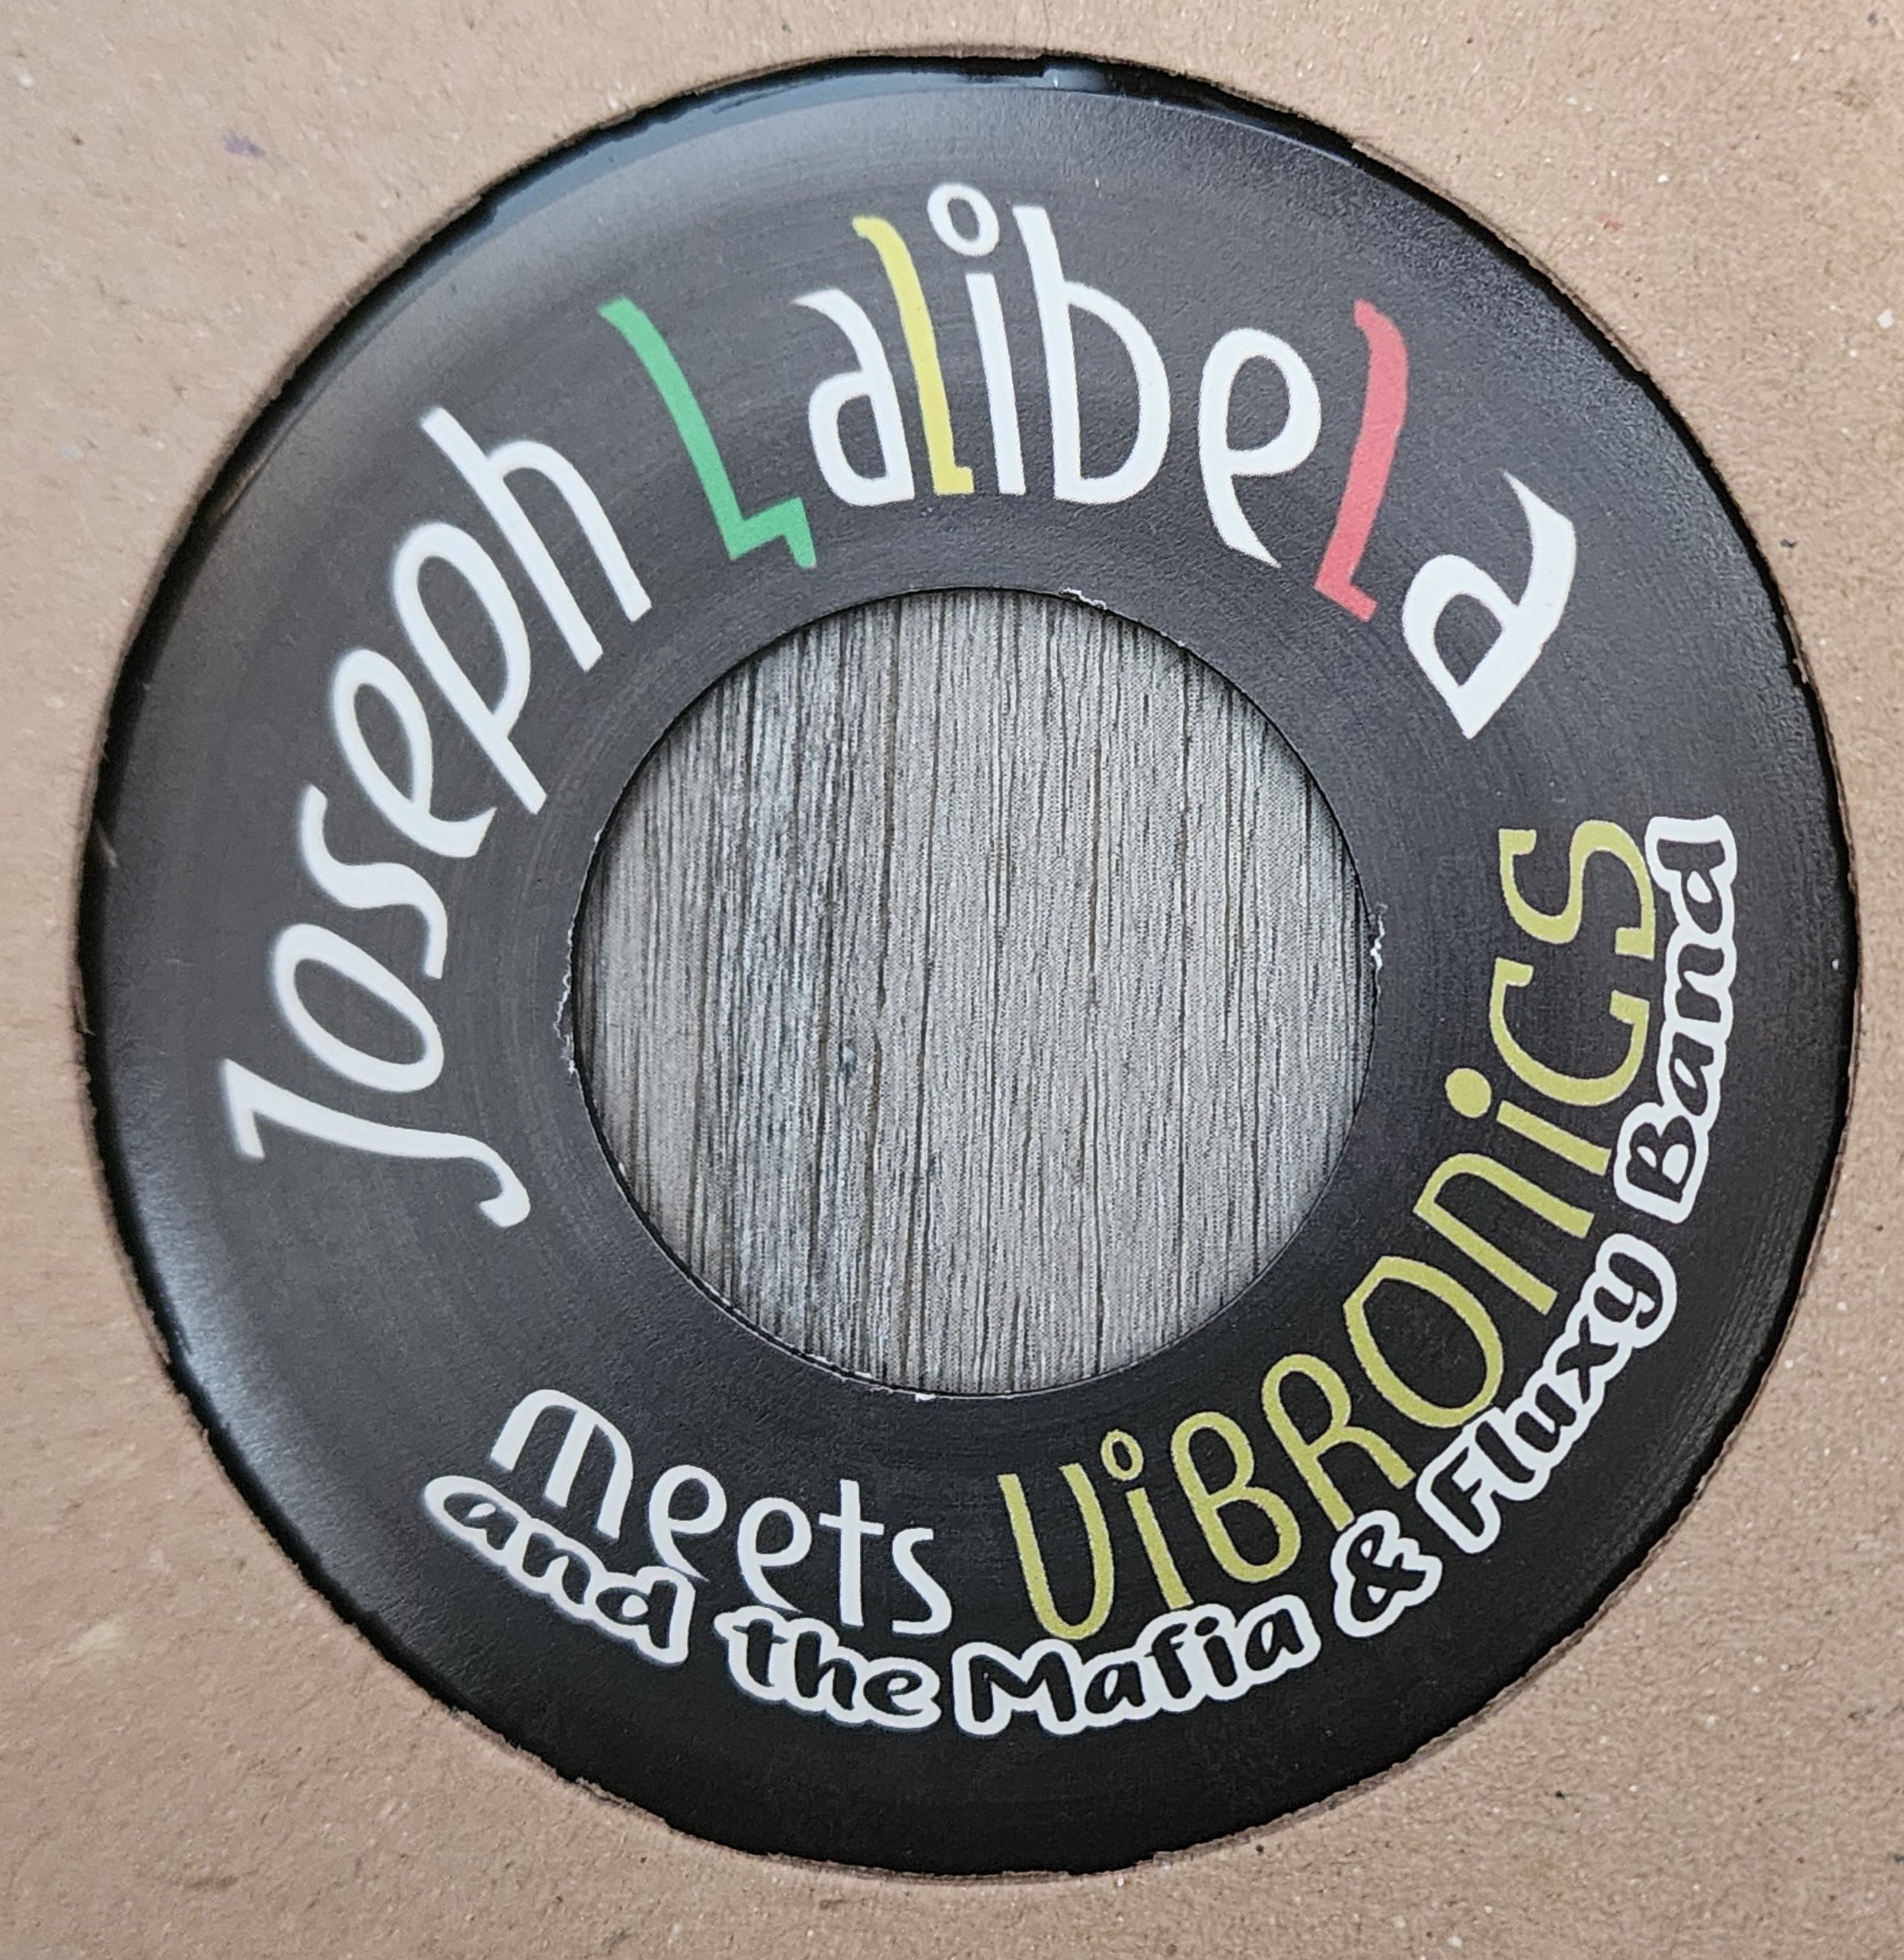 Joseph LaLibeLa
meets ViBRONiCS
and the Mafia & Fluxy Band